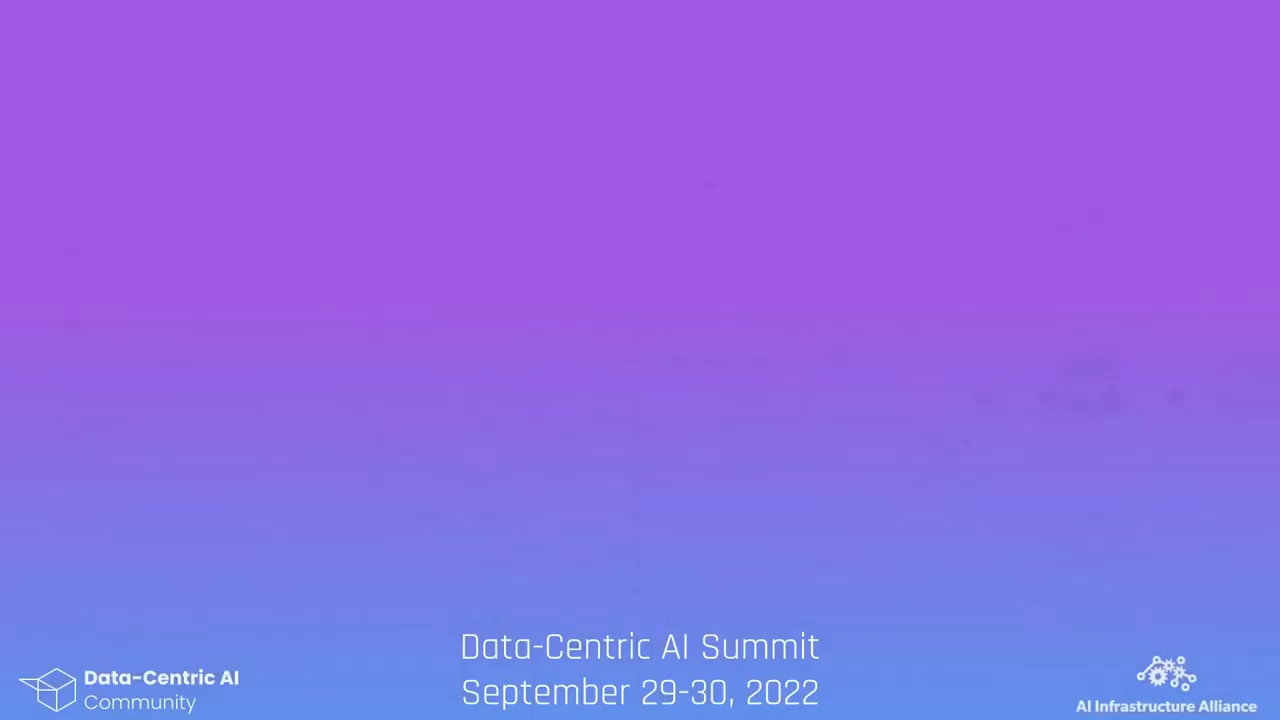 Data-Centric AI Summit
September 29-30, 2022
Data-Centric AI
Community
AI Infrastructure Alliance